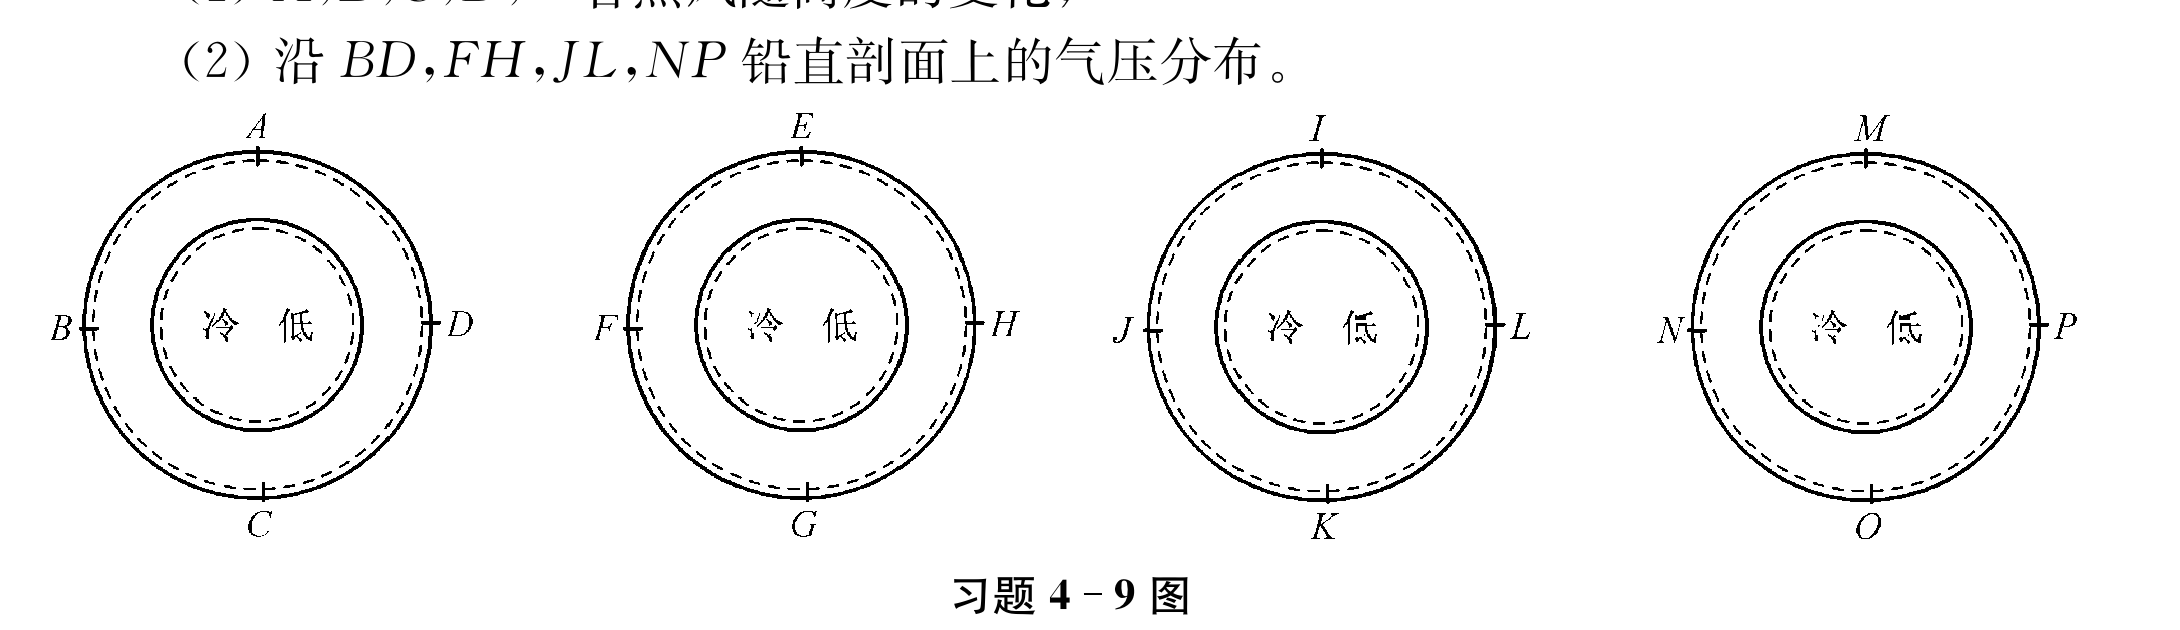 (2) 沿 BD,FH,JL,NP 铅直剖面上的气压分布。
A E I M
B 冷 低 D F 冷 低 H J 冷 低 L N 冷 低 P
C G K O
习题 4-9 图